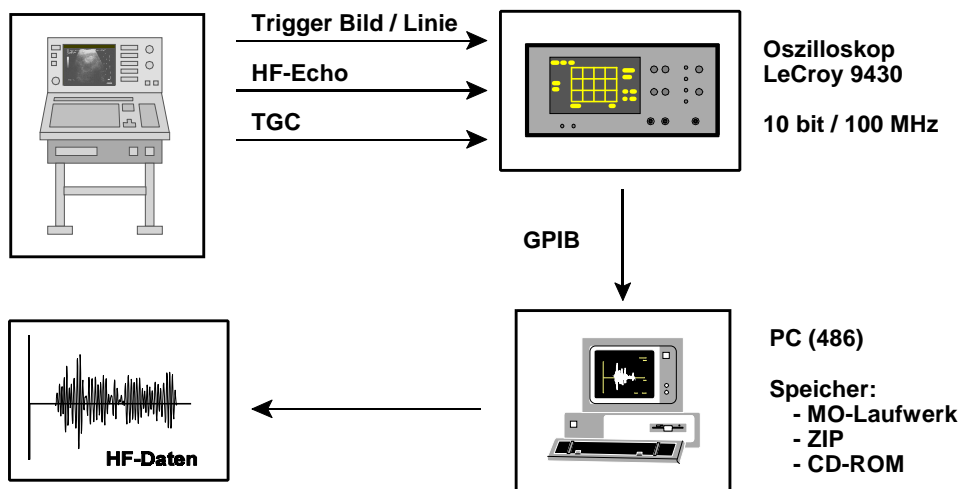 Trigger Bild / Linie
HF-Echo
TGC
Oszilloskop
LeCroy 9430
10 bit / 100 MHz
GPIB
PC (486)
Speicher:
- MO-Laufwerk
- ZIP
- CD-ROM
HF-Daten